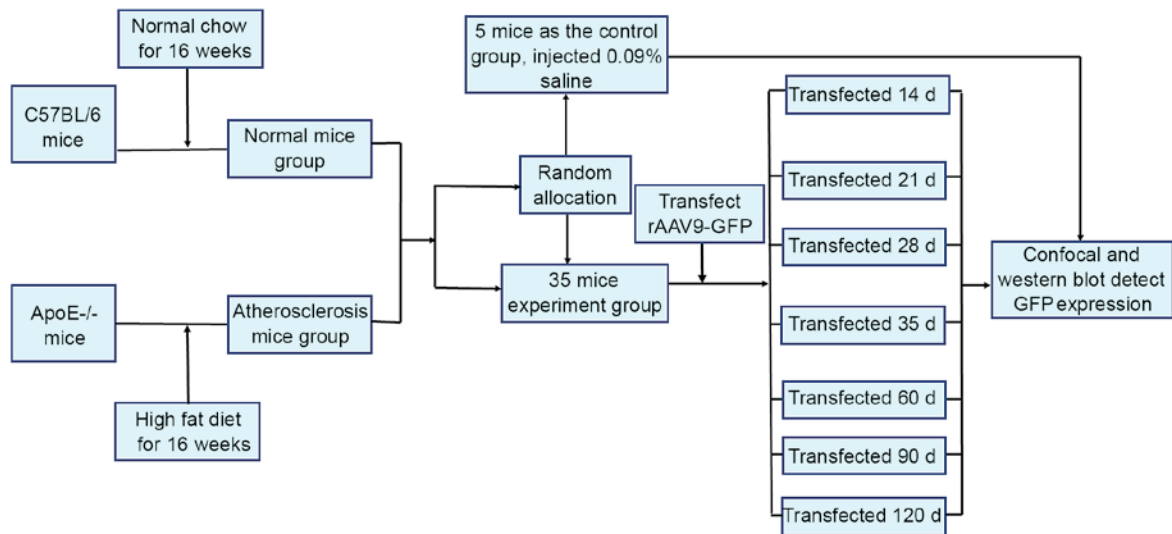 Normal chow
for 16 weeks
C57BL/6
mice
Normal mice
group
ApoE-/-
mice
Atherosclerosis
mice group
High fat diet
for 16 weeks
5 mice as the control
group, injected 0.09%
saline
Random
allocation
35 mice
experiment group
Transfect
rAAV9-GFP
Transfected 14 d
Transfected 21 d
Transfected 28 d
Transfected 35 d
Transfected 60 d
Transfected 90 d
Transfected 120 d
Confocal and
western blot detect
GFP expression